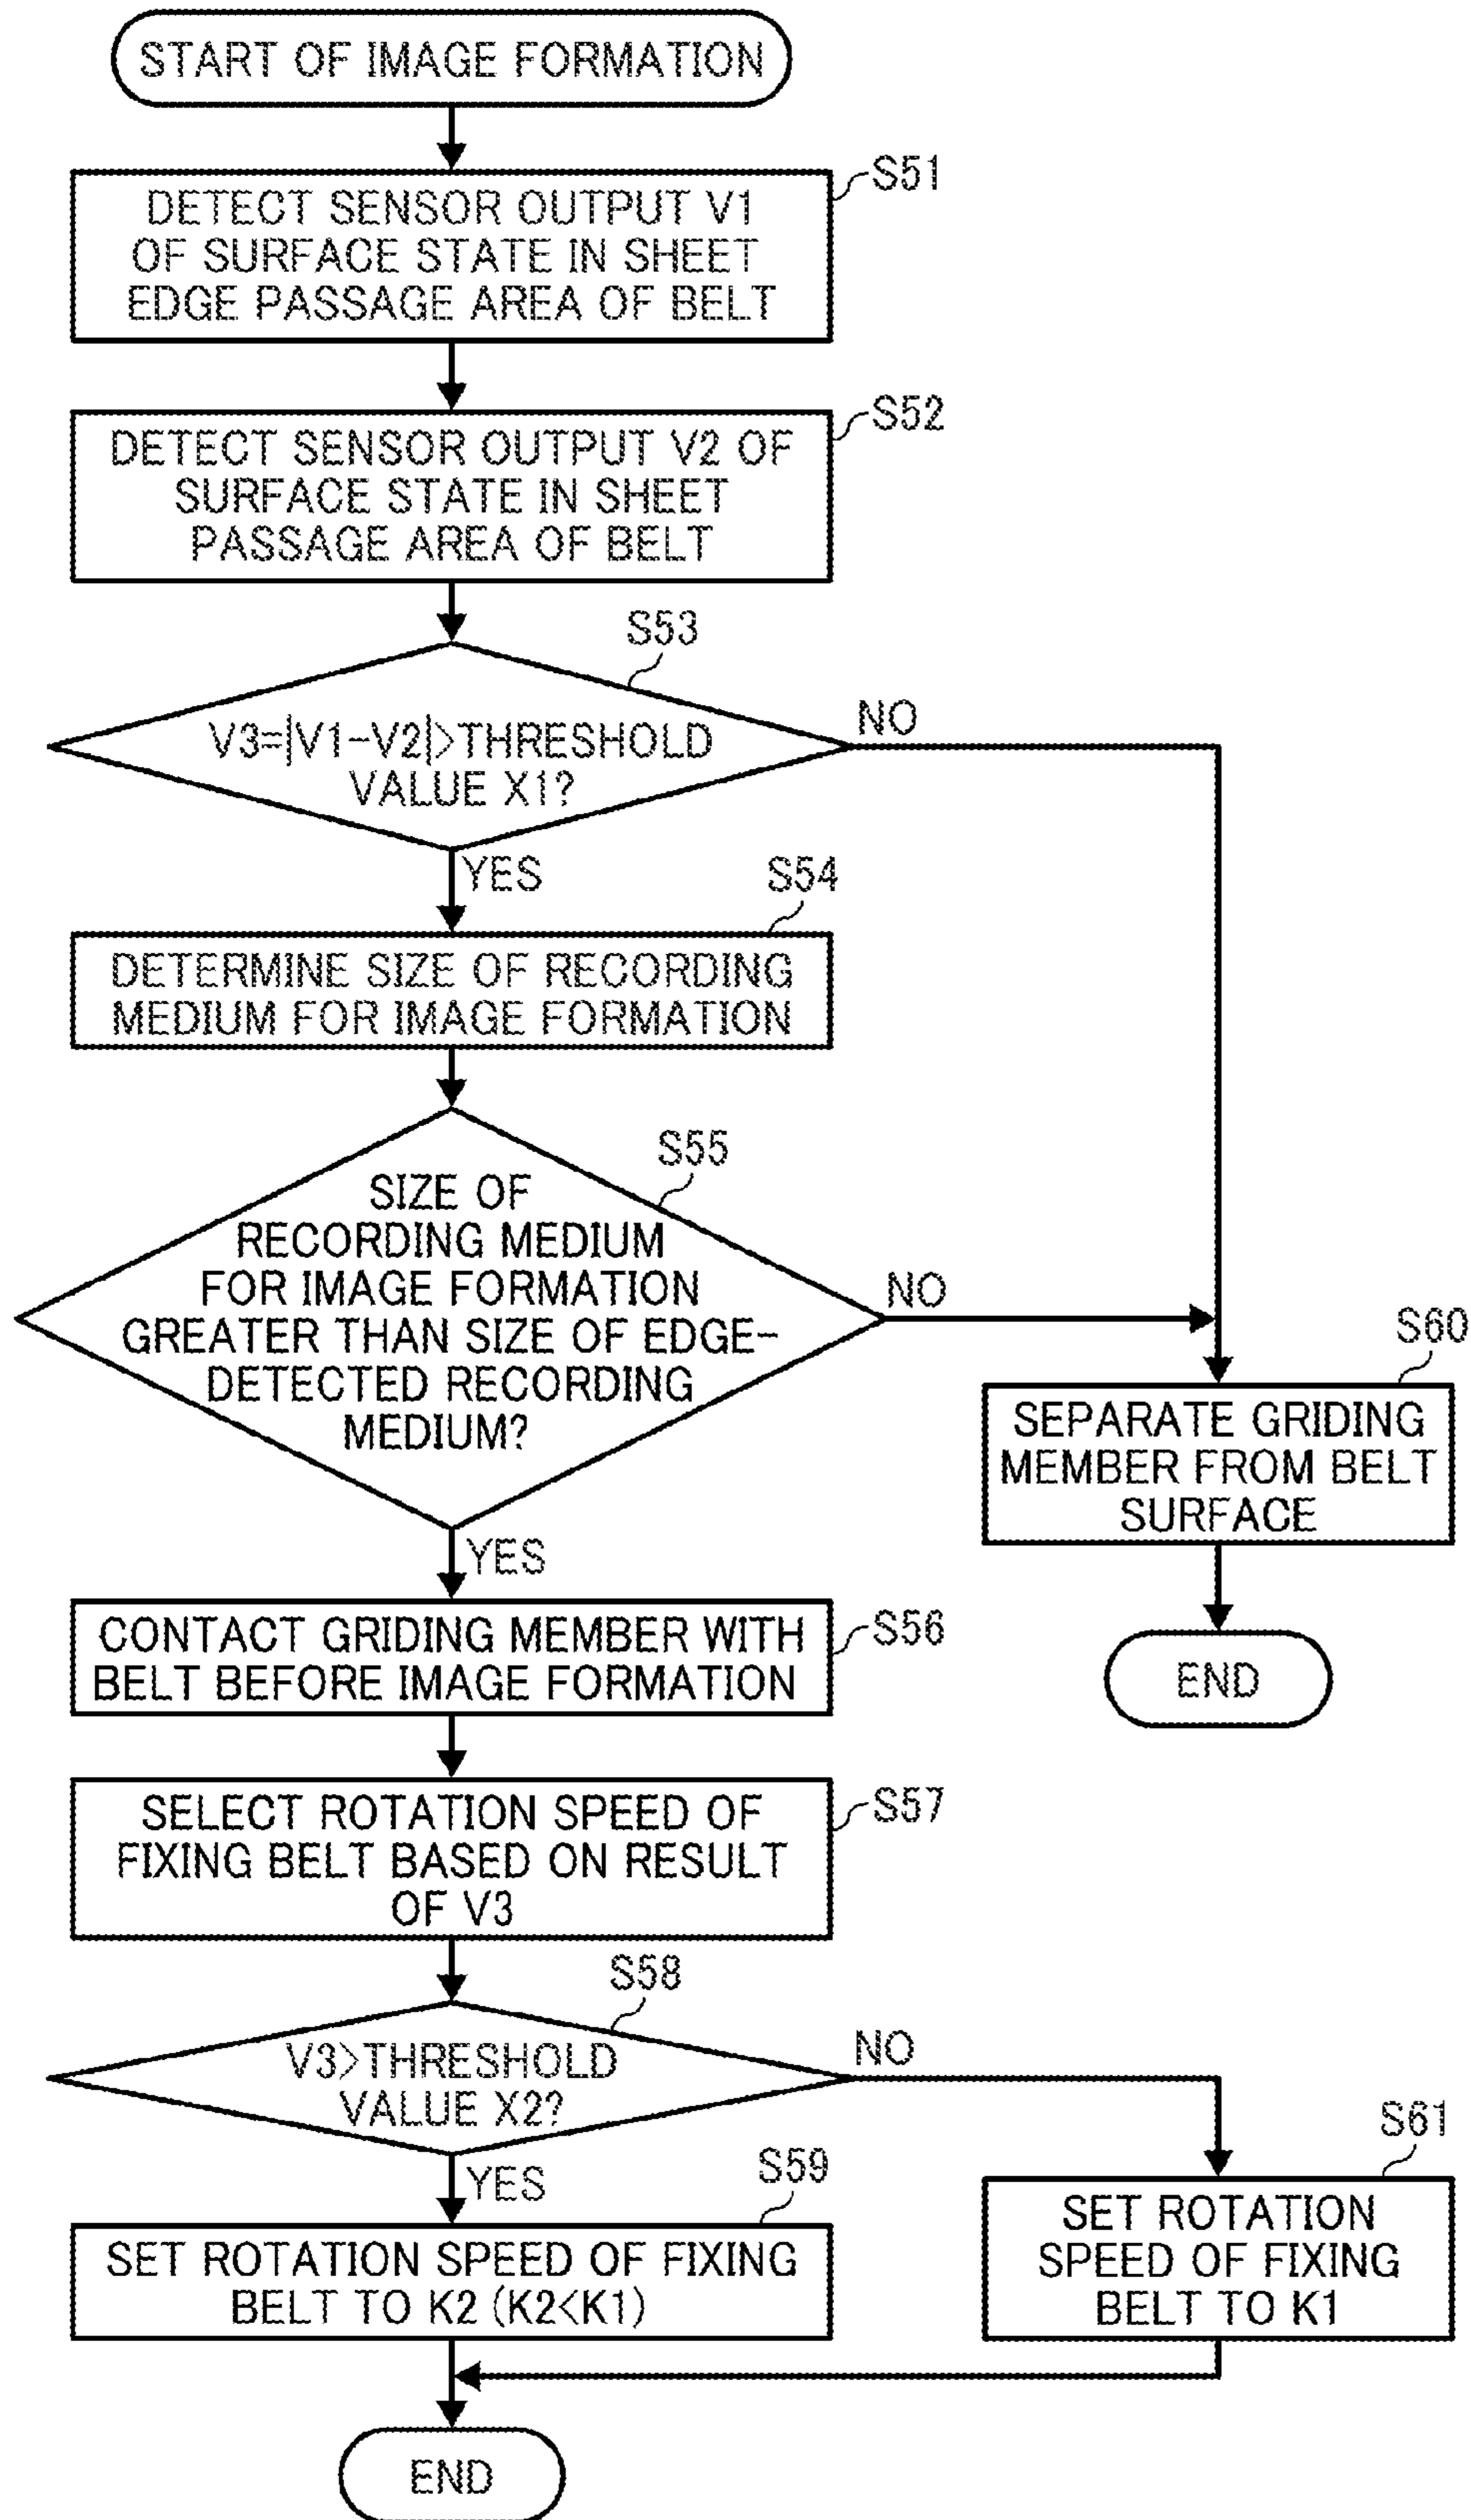 START OF IMAGE FORMATION
S51
DETECT SENSOR OUTPUT V1
OF SURFACE STATE IN SHEET
EDGE PASSAGE AREA OF BELT
S52
DETECT SENSOR OUTPUT V2 OF
SURFACE STATE IN SHEET
PASSAGE AREA OF BELT
S53
V3=|V1-V2|>THRESHOLD
VALUE X1?
NO
YES
S54
DETERMINE SIZE OF RECORDING
MEDIUM FOR IMAGE FORMATION
S55
SIZE OF
RECORDING MEDIUM
FOR IMAGE FORMATION
GREATER THAN SIZE OF EDGE-
DETECTED RECORDING
MEDIUM?
NO
YES
S60
SEPARATE GRIDING
MEMBER FROM BELT
SURFACE
END
S56
CONTACT GRIDING MEMBER WITH
BELT BEFORE IMAGE FORMATION
S57
SELECT ROTATION SPEED OF
FIXING BELT BASED ON RESULT
OF V3
S58
V3>THRESHOLD
VALUE X2?
NO
YES
S59
SET ROTATION SPEED OF FIXING
BELT TO K2 (K2<K1)
S61
SET ROTATION
SPEED OF FIXING
BELT TO K1
END